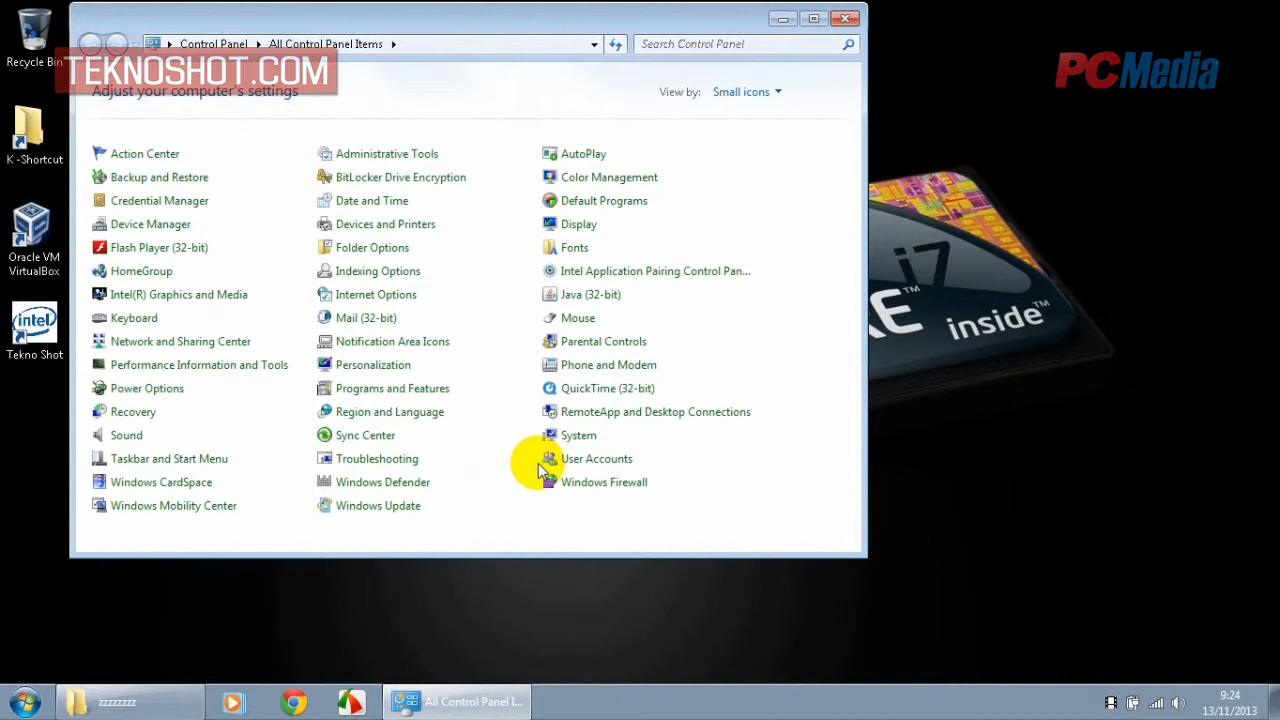 Recycle Bin
K -Shortcut
Oracle VM
VirtualBox
intel
Tekno Shot
Control Panel
All Control Panel Items
Search Control Panel
TEKNOSHOT.COM
PCMedia
Adjust your computer's settings
View by: Small icons
Action Center
Administrative Tools
AutoPlay
Backup and Restore
BitLocker Drive Encryption
Color Management
Credential Manager
Date and Time
Default Programs
Device Manager
Devices and Printers
Display
Flash Player (32-bit)
Folder Options
Fonts
HomeGroup
Indexing Options
Intel Application Pairing Control Pan...
Intel(R) Graphics and Media
Internet Options
Java (32-bit)
Keyboard
Mail (32-bit)
Mouse
Network and Sharing Center
Notification Area Icons
Parental Controls
Performance Information and Tools
Personalization
Phone and Modem
Power Options
Programs and Features
QuickTime (32-bit)
Recovery
Region and Language
RemoteApp and Desktop Connections
Sound
Sync Center
System
Taskbar and Start Menu
Troubleshooting
User Accounts
Windows CardSpace
Windows Defender
Windows Firewall
Windows Mobility Center
Windows Update
i7
RE™
inside™
zzzzzzzz
All Control Panel I...
9:24
13/11/2013